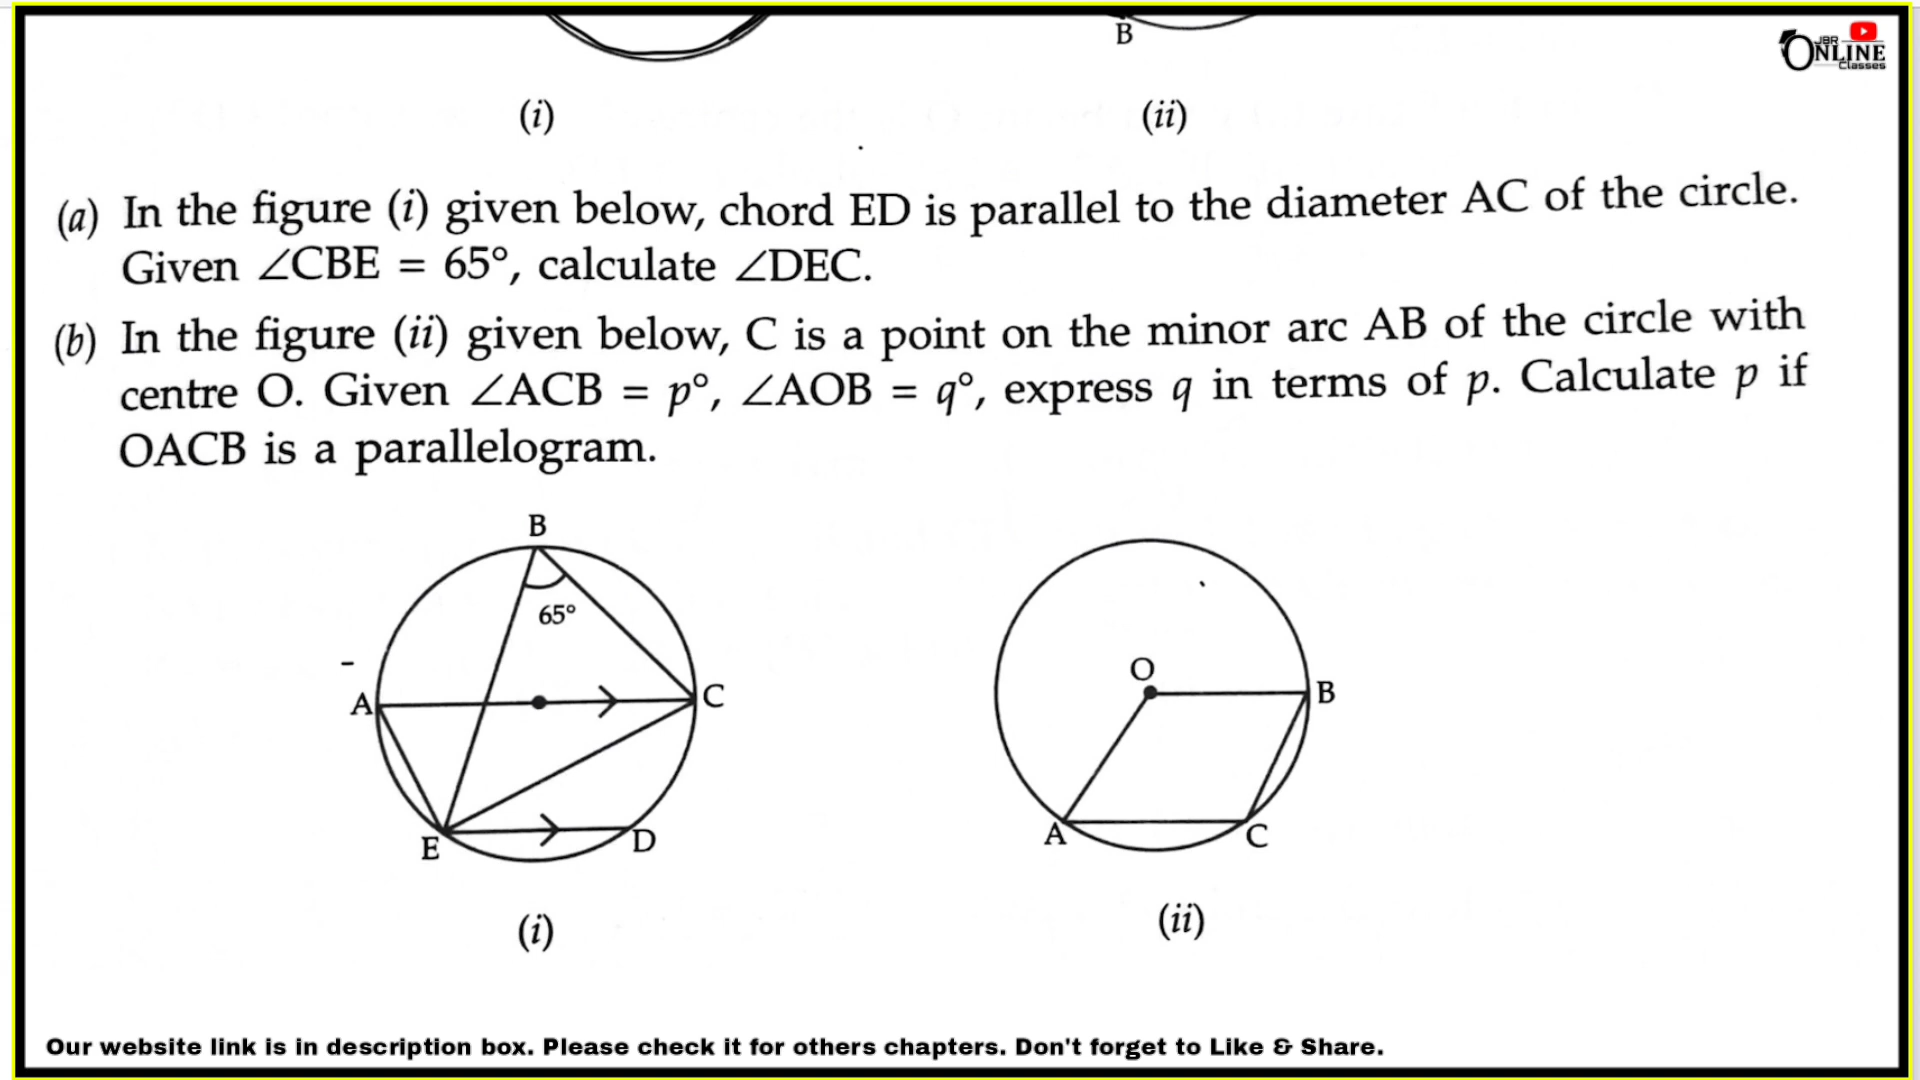 B
JBR
ONLINE
Classes
(i) (ii)
(a) In the figure (i) given below, chord ED is parallel to the diameter AC of the circle.
Given ∠CBE = 65°, calculate ∠DEC.
(b) In the figure (ii) given below, C is a point on the minor arc AB of the circle with
centre O. Given ∠ACB = p°, ∠AOB = q°, express q in terms of p. Calculate p if
OACB is a parallelogram.
B
65°
A C
E D
(i)
O
B
A C
(ii)
Our website link is in description box. Please check it for others chapters. Don't forget to Like & Share.